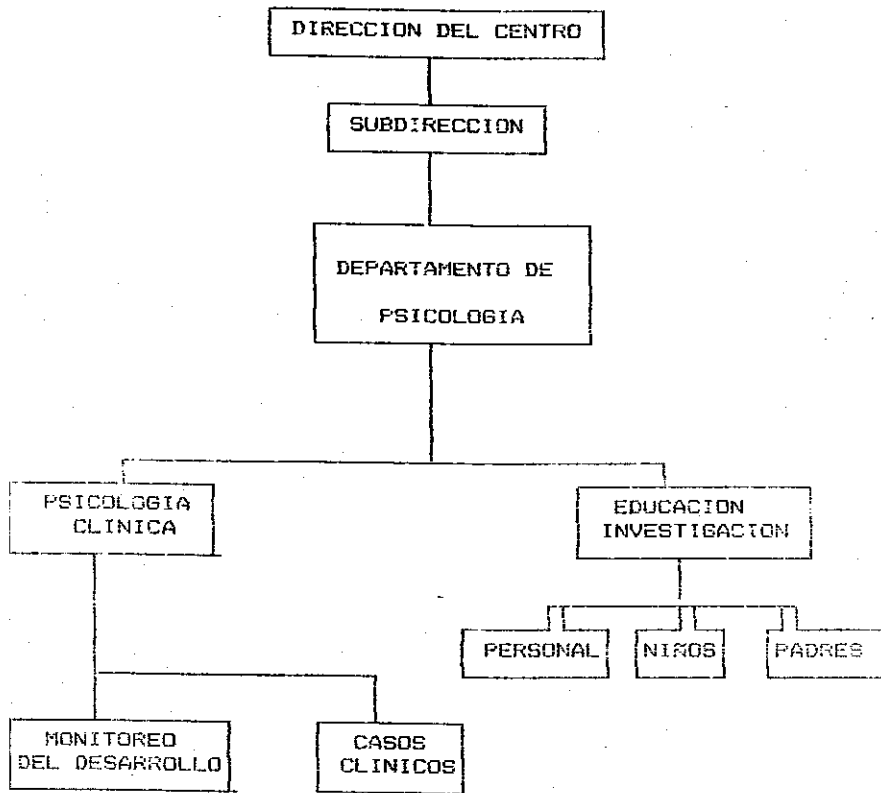 DIRECCION DEL CENTRO
SUBDIRECCION
DEPARTAMENTO DE
PSICOLOGIA
PSICOLOGIA
CLINICA
EDUCACION
INVESTIGACION
PERSONAL
NIÑOS
PADRES
MONITOREO
DEL DESARROLLO
CASOS
CLINICOS